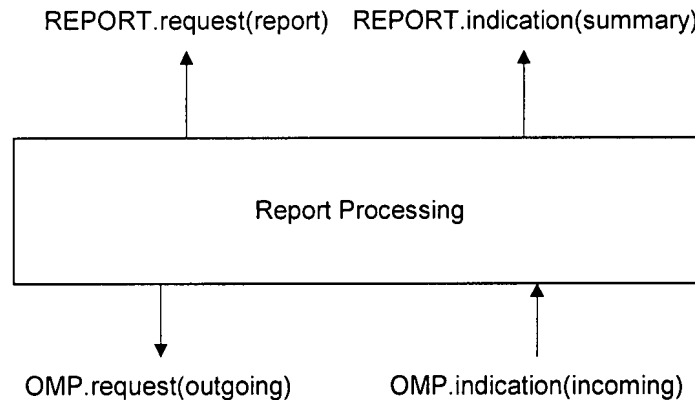 REPORT.request(report) REPORT.indication(summary)
Report Processing
OMP.request(outgoing) OMP.indication(incoming)